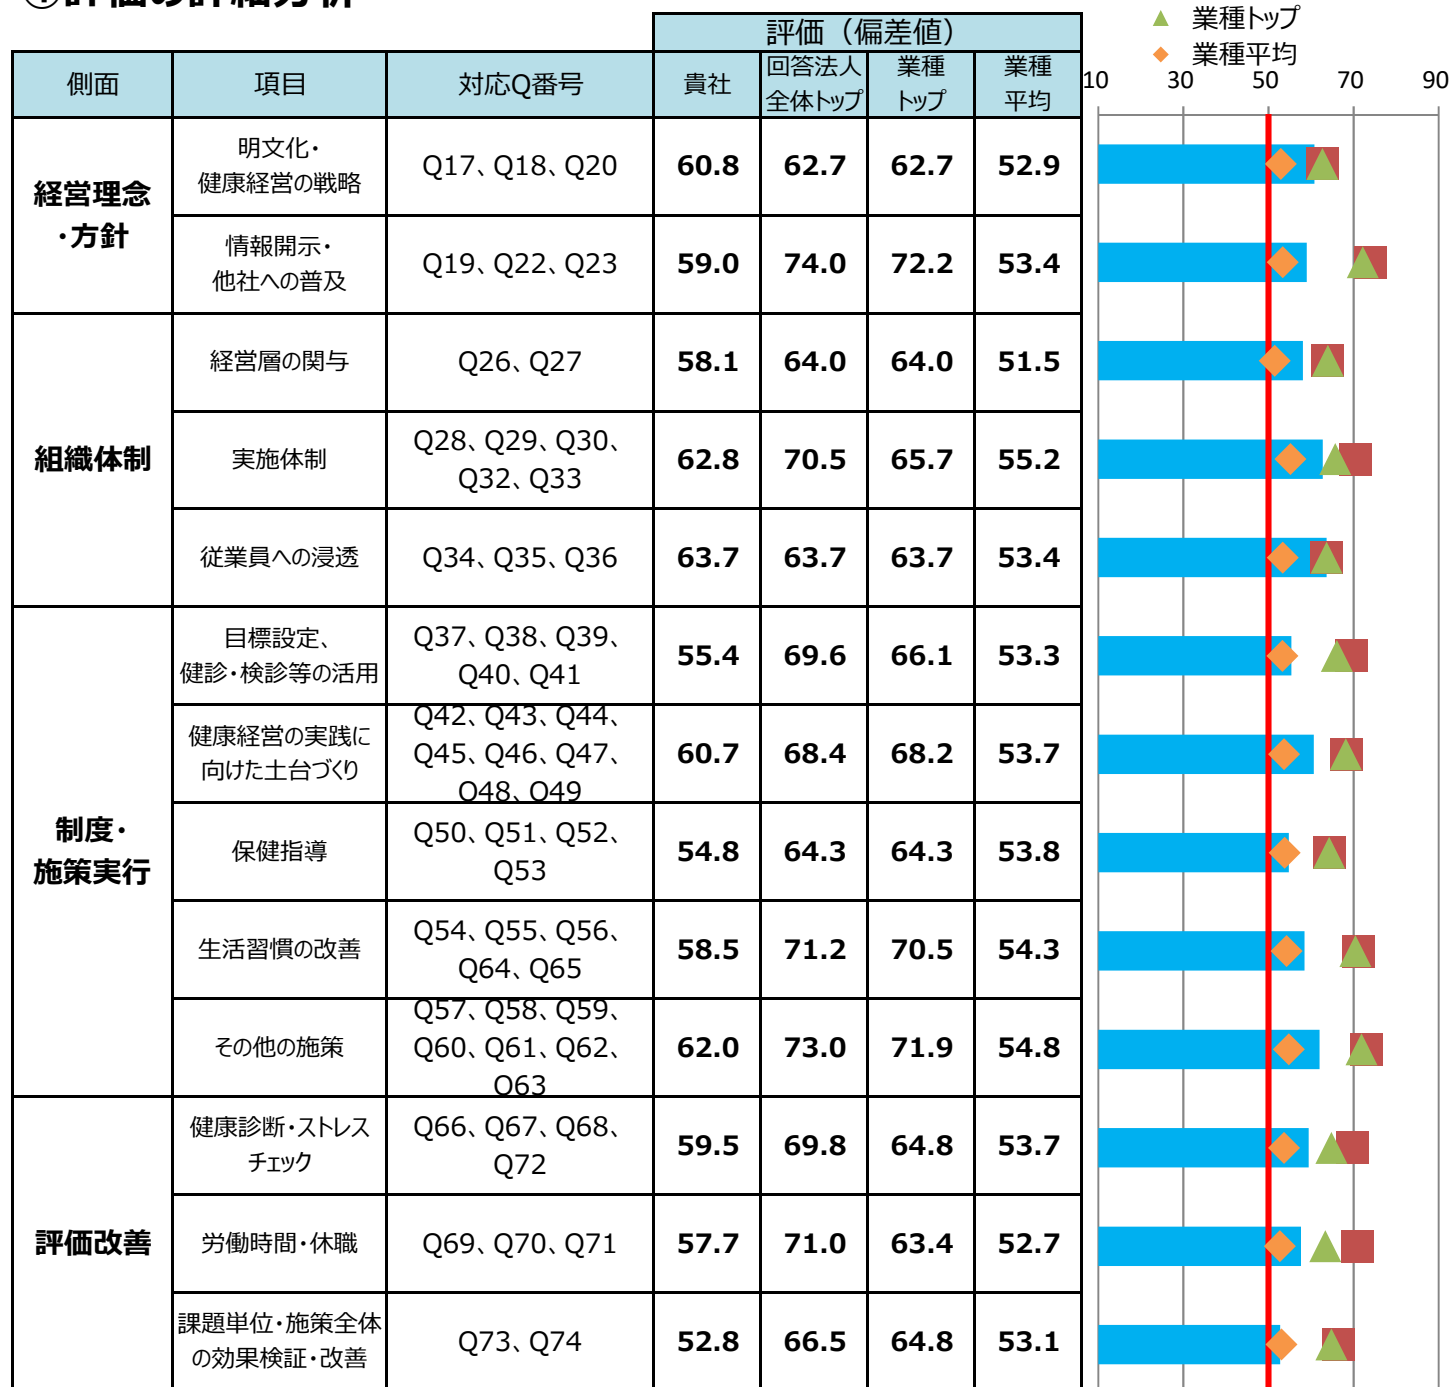 ①評価の詳細分析
▲ 業種トップ
◆ 業種平均
評価（偏差値）
側面 項目 対応Q番号 貴社 回答法人全体トップ 業種トップ 業種平均
10 30 50 70 90
経営理念
・方針
明文化・
健康経営の戦略
Q17、Q18、Q20
60.8 62.7 62.7 52.9
情報開示・
他社への普及
Q19、Q22、Q23
59.0 74.0 72.2 53.4
組織体制
経営層の関与
Q26、Q27
58.1 64.0 64.0 51.5
実施体制
Q28、Q29、Q30、
Q32、Q33
62.8 70.5 65.7 55.2
従業員への浸透
Q34、Q35、Q36
63.7 63.7 63.7 53.4
制度・
施策実行
目標設定、
健診・検診等の活用
Q37、Q38、Q39、
Q40、Q41
55.4 69.6 66.1 53.3
健康経営の実践に
向けた土台づくり
Q42、Q43、Q44、
Q45、Q46、Q47、
Q48、Q49
60.7 68.4 68.2 53.7
保健指導
Q50、Q51、Q52、
Q53
54.8 64.3 64.3 53.8
生活習慣の改善
Q54、Q55、Q56、
Q64、Q65
58.5 71.2 70.5 54.3
その他の施策
Q57、Q58、Q59、
Q60、Q61、Q62、
Q63
62.0 73.0 71.9 54.8
評価改善
健康診断・ストレス
チェック
Q66、Q67、Q68、
Q72
59.5 69.8 64.8 53.7
労働時間・休職
Q69、Q70、Q71
57.7 71.0 63.4 52.7
課題単位・施策全体
の効果検証・改善
Q73、Q74
52.8 66.5 64.8 53.1